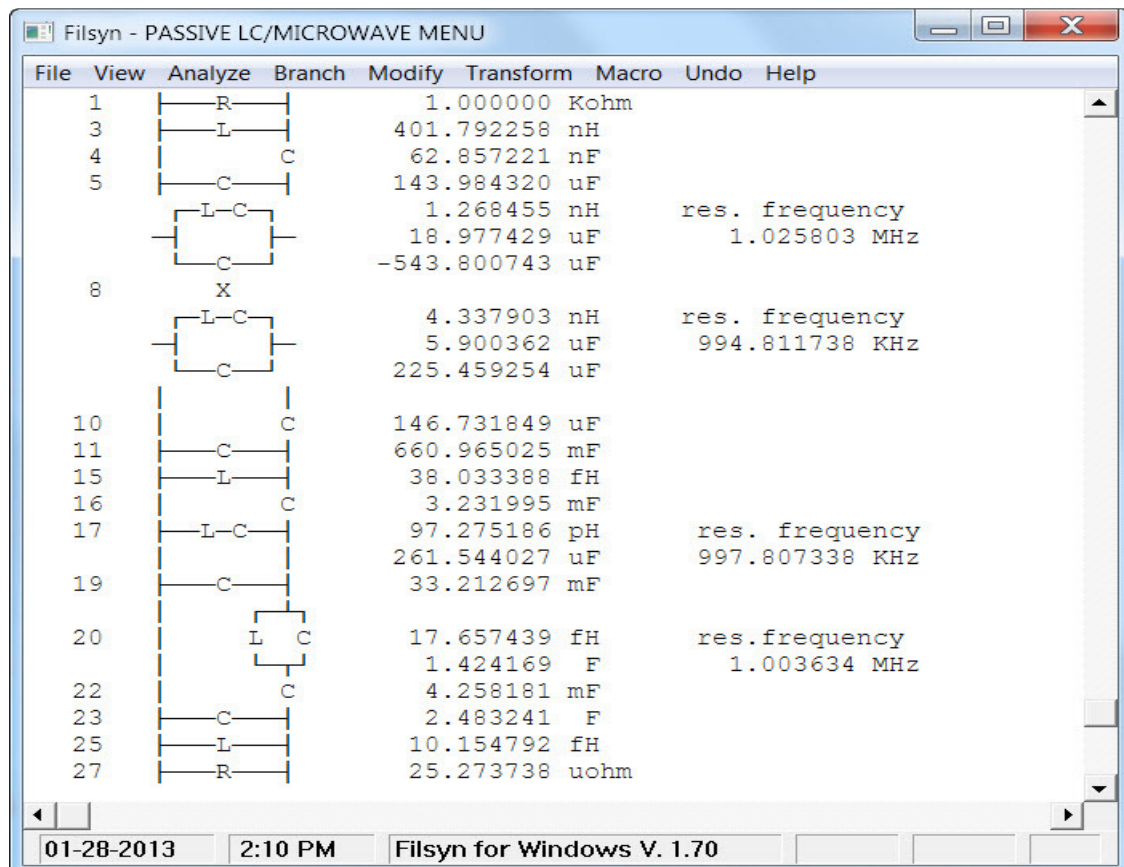 Filsyn - PASSIVE LC/MICROWAVE MENU
File View Analyze Branch Modify Transform Macro Undo Help
1 R 1.000000 Kohm
3 L 401.792258 nH
4 C 62.857221 nF
5 C 143.984320 uF
L-C 1.268455 nH res. frequency
18.977429 uF 1.025803 MHz
C -543.800743 uF
8 X
L-C 4.337903 nH res. frequency
5.900362 uF 994.811738 KHz
C 225.459254 uF
10 C 146.731849 uF
11 C 660.965025 mF
15 L 38.033388 fH
16 C 3.231995 mF
17 L-C 97.275186 pH res. frequency
261.544027 uF 997.807338 KHz
19 C 33.212697 mF
20 L C 17.657439 fH res.frequency
1.424169 F 1.003634 MHz
22 C 4.258181 mF
23 C 2.483241 F
25 L 10.154792 fH
27 R 25.273738 uohm
01-28-2013 2:10 PM Filsyn for Windows V. 1.70